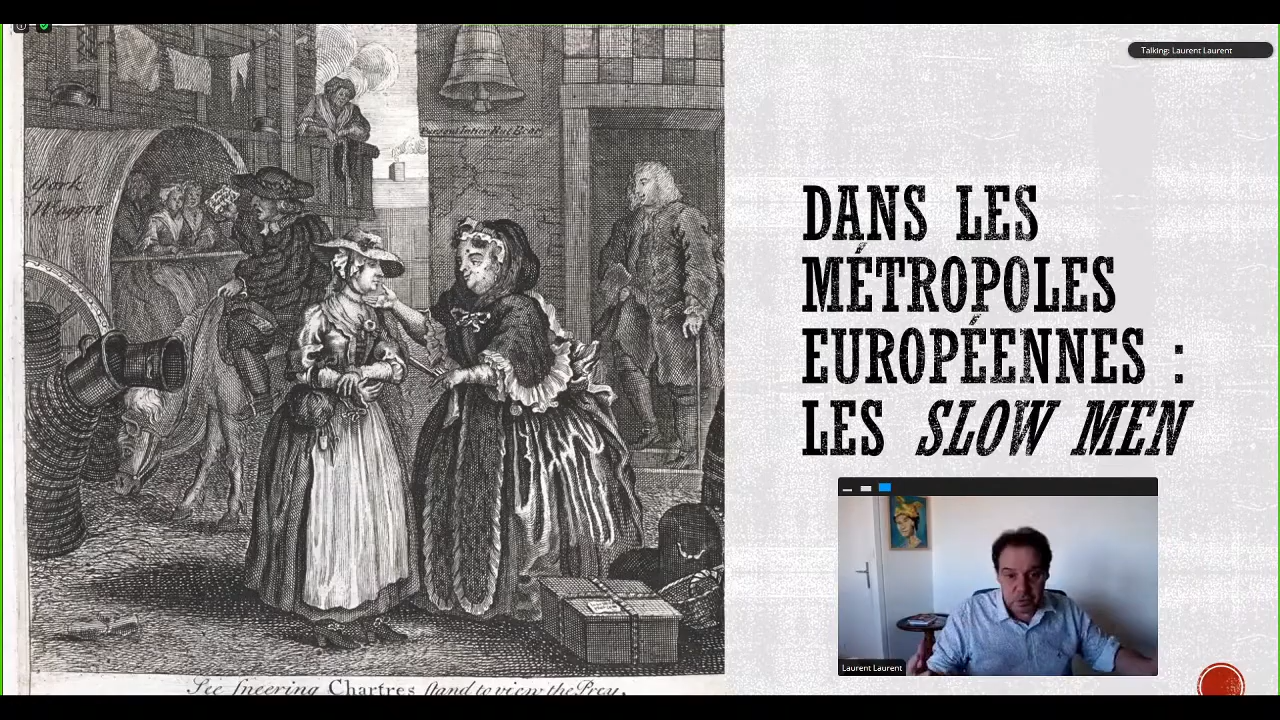 Talking: Laurent Laurent
York
Waggon
DANS LES
MÉTROPOLES
EUROPÉENNES :
LES SLOW MEN
Laurent Laurent
See sneering Chartres stand to view the Prey,